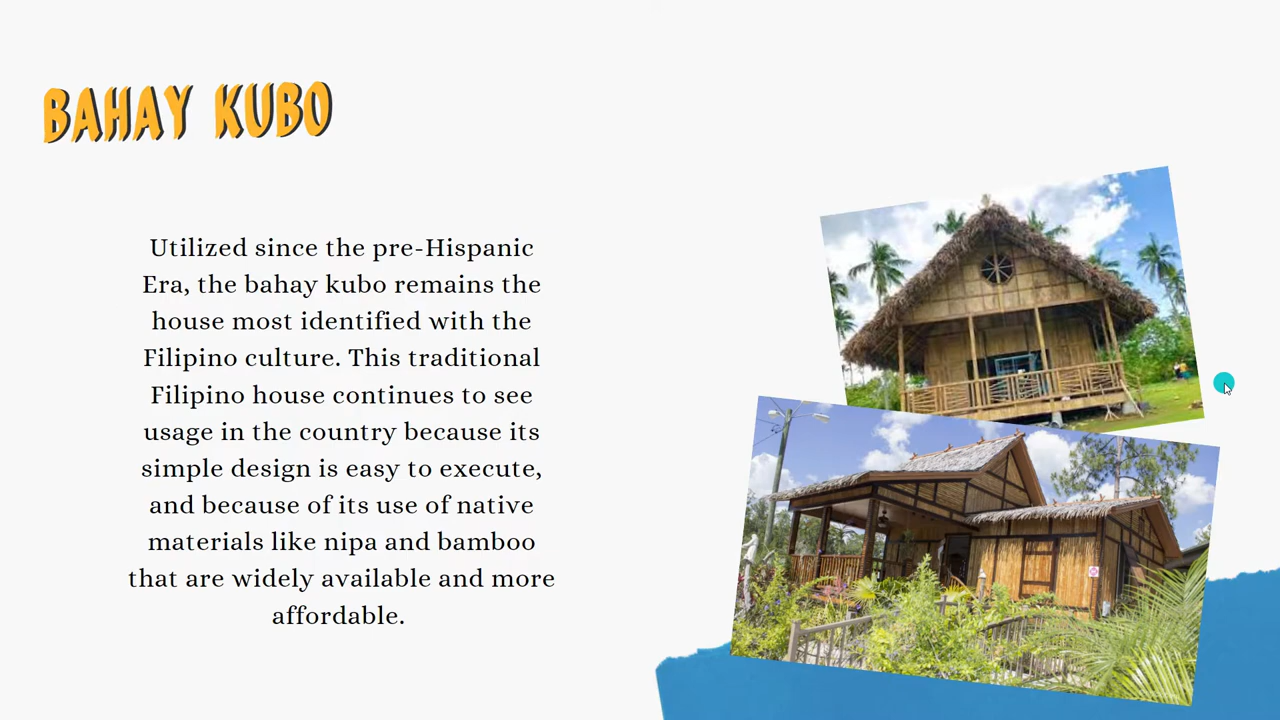 BAHAY KUBO
Utilized since the pre-Hispanic
Era, the bahay kubo remains the
house most identified with the
Filipino culture. This traditional
Filipino house continues to see
usage in the country because its
simple design is easy to execute,
and because of its use of native
materials like nipa and bamboo
that are widely available and more
affordable.